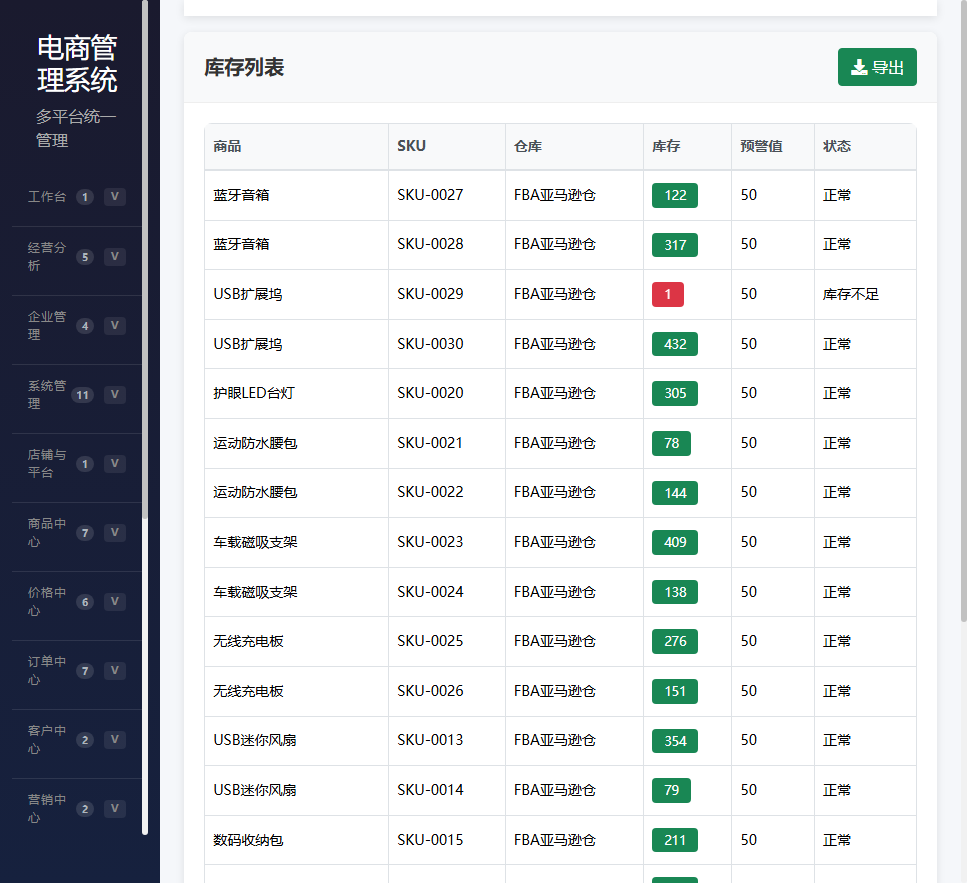 电商管
理系统
多平台统一
管理
工作台 1 V
经营分
析 5 V
企业管
理 4 V
系统管
理 11 V
店铺与
平台 1 V
商品中
心 7 V
价格中
心 6 V
订单中
心 7 V
客户中
心 2 V
营销中
心 2 V
库存列表 导出
商品 SKU 仓库 库存 预警值 状态
蓝牙音箱 SKU-0027 FBA亚马逊仓 122 50 正常
蓝牙音箱 SKU-0028 FBA亚马逊仓 317 50 正常
USB扩展坞 SKU-0029 FBA亚马逊仓 1 50 库存不足
USB扩展坞 SKU-0030 FBA亚马逊仓 432 50 正常
护眼LED台灯 SKU-0020 FBA亚马逊仓 305 50 正常
运动防水腰包 SKU-0021 FBA亚马逊仓 78 50 正常
运动防水腰包 SKU-0022 FBA亚马逊仓 144 50 正常
车载磁吸支架 SKU-0023 FBA亚马逊仓 409 50 正常
车载磁吸支架 SKU-0024 FBA亚马逊仓 138 50 正常
无线充电板 SKU-0025 FBA亚马逊仓 276 50 正常
无线充电板 SKU-0026 FBA亚马逊仓 151 50 正常
USB迷你风扇 SKU-0013 FBA亚马逊仓 354 50 正常
USB迷你风扇 SKU-0014 FBA亚马逊仓 79 50 正常
数码收纳包 SKU-0015 FBA亚马逊仓 211 50 正常